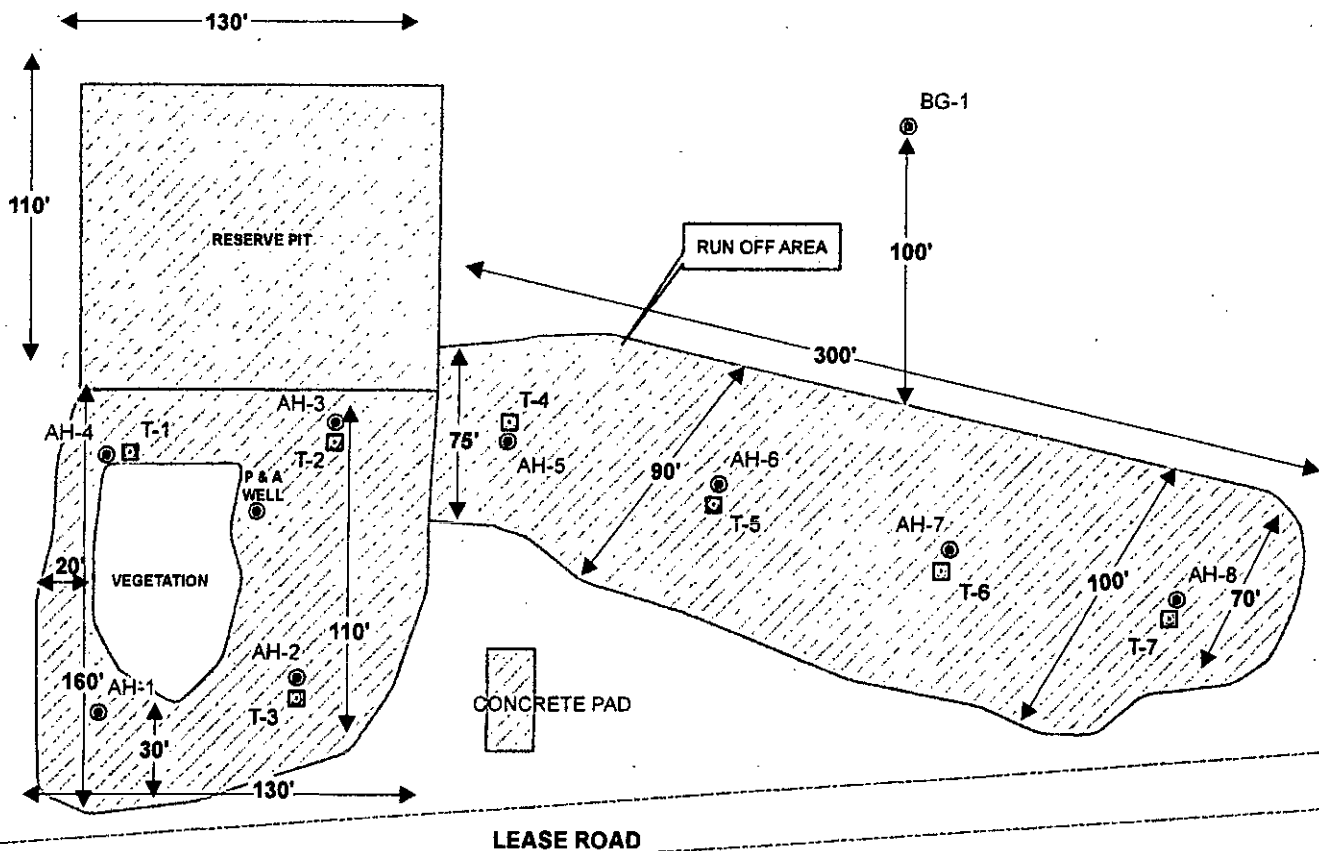 130'
BG-1
110'
RESERVE PIT
RUN OFF AREA
100'
300'
AH-3
T-4
AH-4
T-1
75'
T-2
AH-5
90'
AH-6
P & A
WELL
T-5
AH-7
20'
VEGETATION
T-6
100'
AH-8
70'
110'
T-7
AH-2
160'
AH-1
T-3
CONCRETE PAD
30'
130'
LEASE ROAD